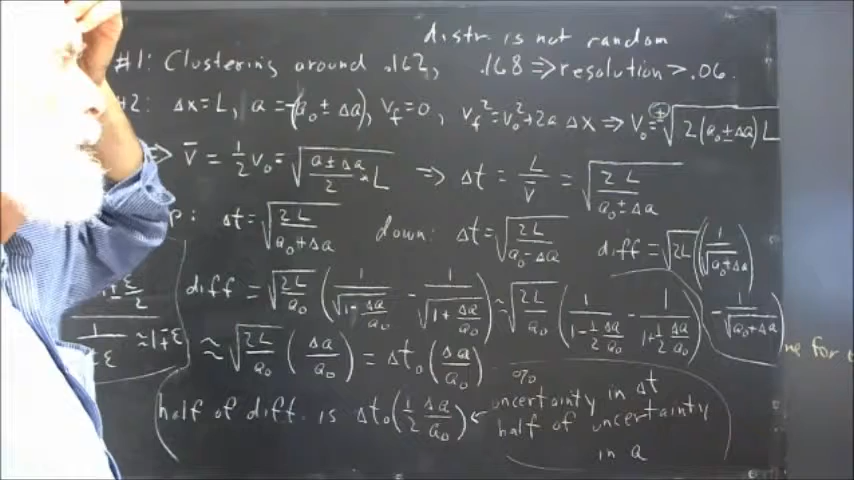 distr. is not random
#1: Clustering around .162, .168 ⇒ resolution > .06.
#2: Δx = L, a = -(a₀ ± Δa), v_f = 0, v_f² = v₀² + 2a Δx ⇒ V₀ = ±√(2(a₀ ± Δa)L)
⇒ v̄ = ½ v₀ = √((a ± Δa)/2 · L) ⇒ Δt = L/v̄ = √(2L/(a₀ ± Δa))
p: Δt = √(2L/(a₀ + Δa)) down: Δt = √(2L/(a₀ - Δa)) diff = √2L (1/√(a₀ + Δa) - 1/√(a₀ + Δa))
diff = √(2L/a₀) (1/√(1 - Δa/a₀) - 1/√(1 + Δa/a₀)) ≈ √(2L/a₀) (1/(1 - ½ Δa/a₀) - 1/(1 + ½ Δa/a₀))
≈ 1 ∓ ε
≈ √(2L/a₀) (Δa/a₀) = Δt₀ (Δa/a₀)
half of diff. is Δt₀ (½ Δa/a₀) ← % uncertainty in Δt
half of uncertainty
in a